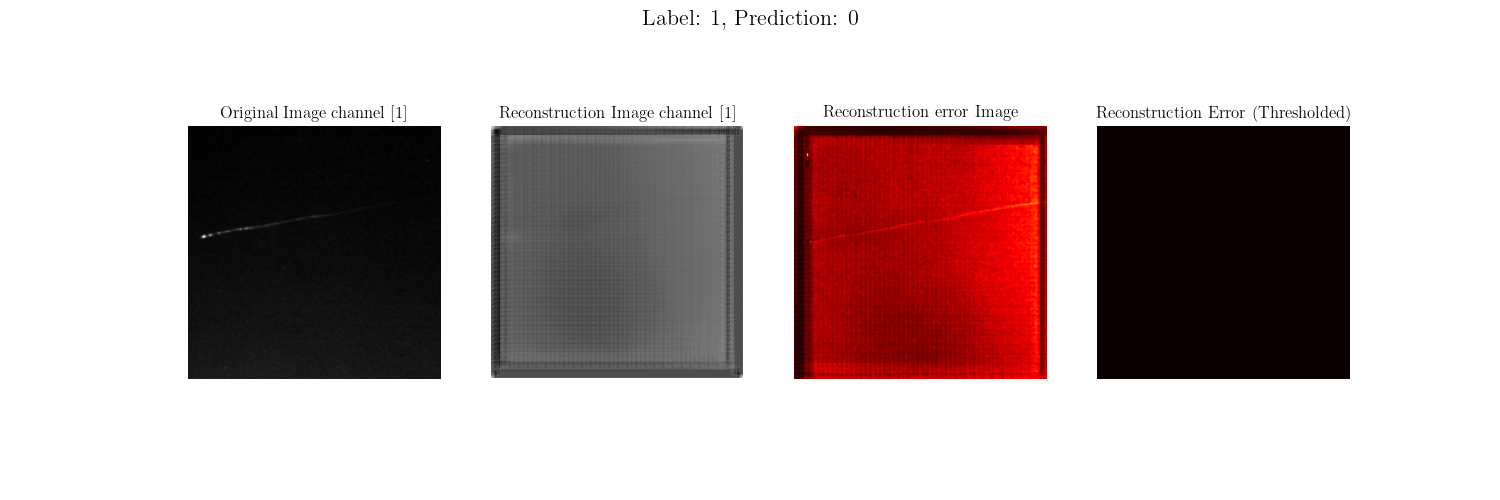 Label: 1, Prediction: 0
Original Image channel [1]
Reconstruction Image channel [1]
Reconstruction error Image
Reconstruction Error (Thresholded)